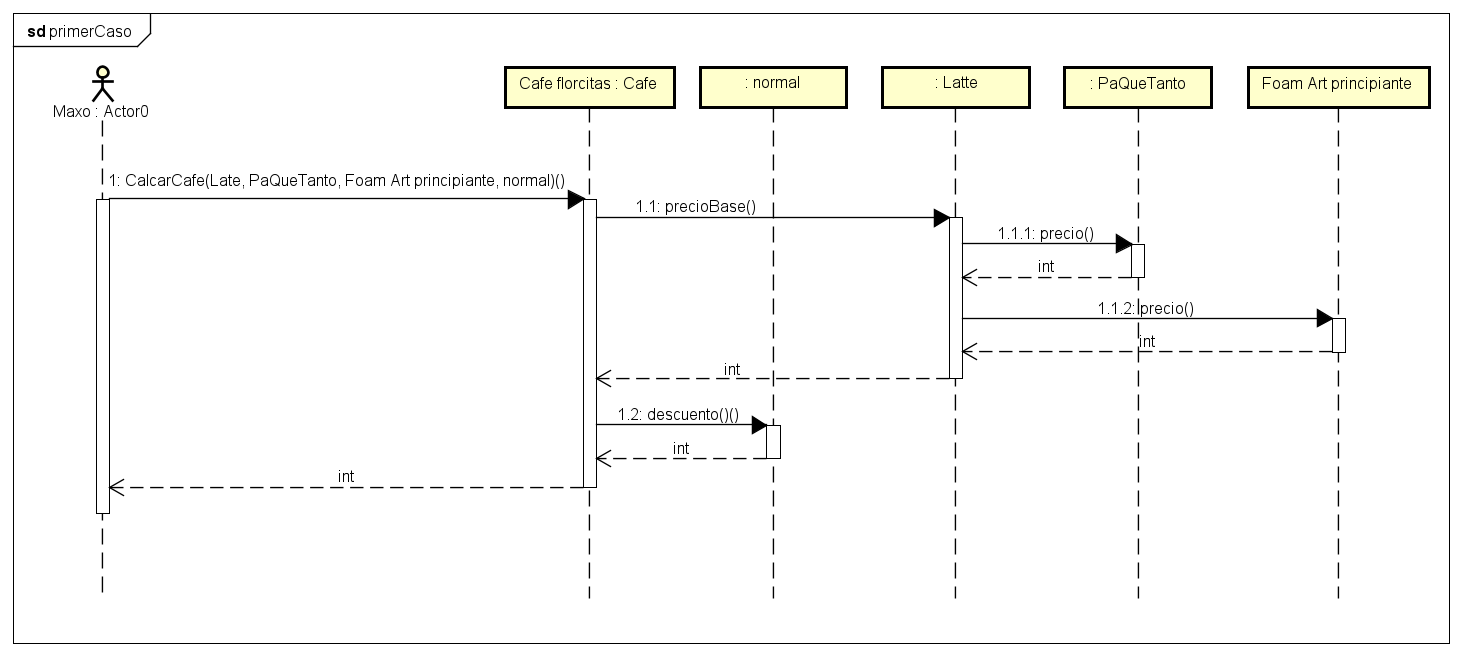 sd primerCaso
Maxo : Actor0
Cafe florcitas : Cafe
: normal
: Latte
: PaQueTanto
Foam Art principiante
1: CalcarCafe(Late, PaQueTanto, Foam Art principiante, normal)()
1.1: precioBase()
1.1.1: precio()
int
1.1.2: precio()
int
int
1.2: descuento()()
int
int